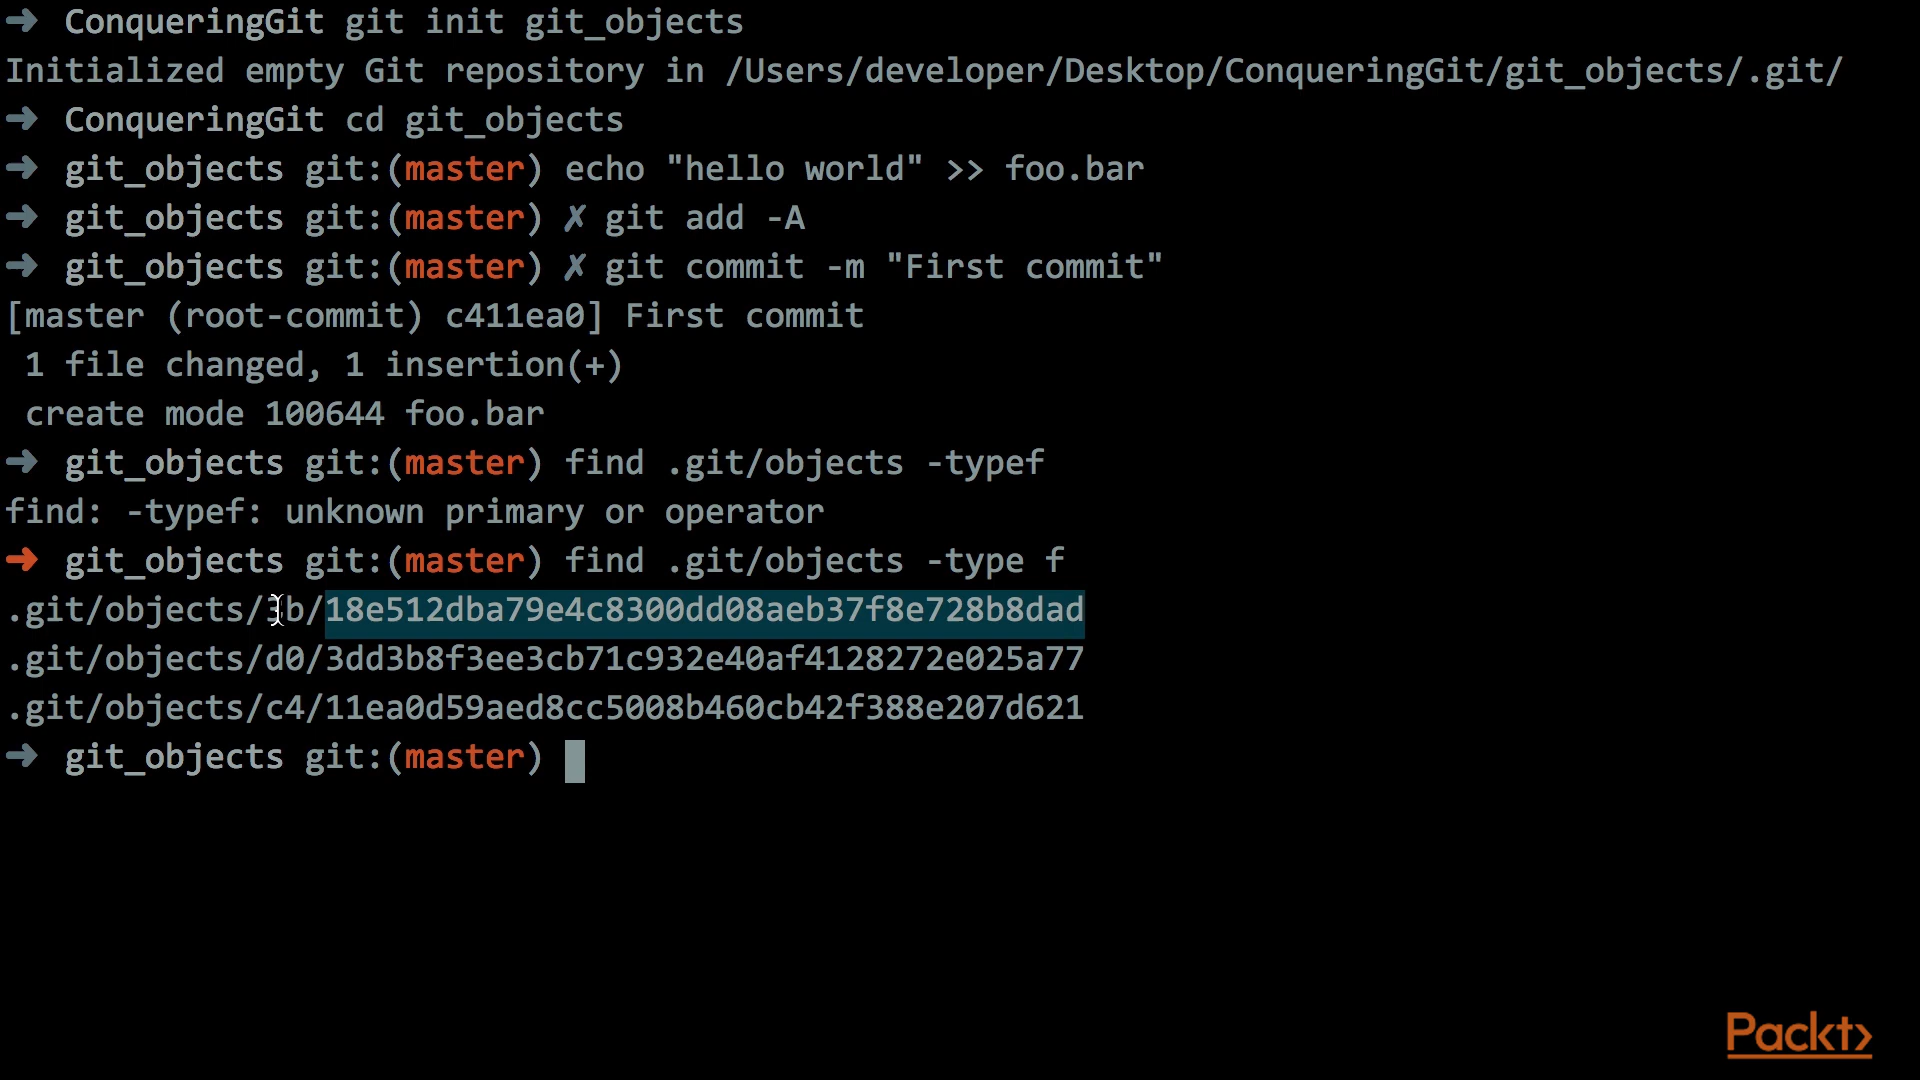 ➜ ConqueringGit git init git_objects
Initialized empty Git repository in /Users/developer/Desktop/ConqueringGit/git_objects/.git/
➜ ConqueringGit cd git_objects
➜ git_objects git:(master) echo "hello world" >> foo.bar
➜ git_objects git:(master) ✗ git add -A
➜ git_objects git:(master) ✗ git commit -m "First commit"
[master (root-commit) c411ea0] First commit
1 file changed, 1 insertion(+)
create mode 100644 foo.bar
➜ git_objects git:(master) find .git/objects -typef
find: -typef: unknown primary or operator
➜ git_objects git:(master) find .git/objects -type f
.git/objects/3b/18e512dba79e4c8300dd08aeb37f8e728b8dad
.git/objects/d0/3dd3b8f3ee3cb71c932e40af4128272e025a77
.git/objects/c4/11ea0d59aed8cc5008b460cb42f388e207d621
➜ git_objects git:(master)
Packt>